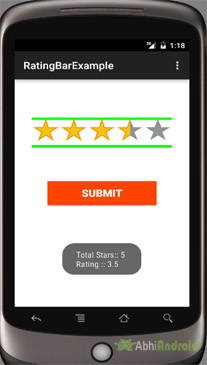 1:18
RatingBarExample
SUBMIT
Total Stars:: 5
Rating :: 3.5
AbhiAndroid